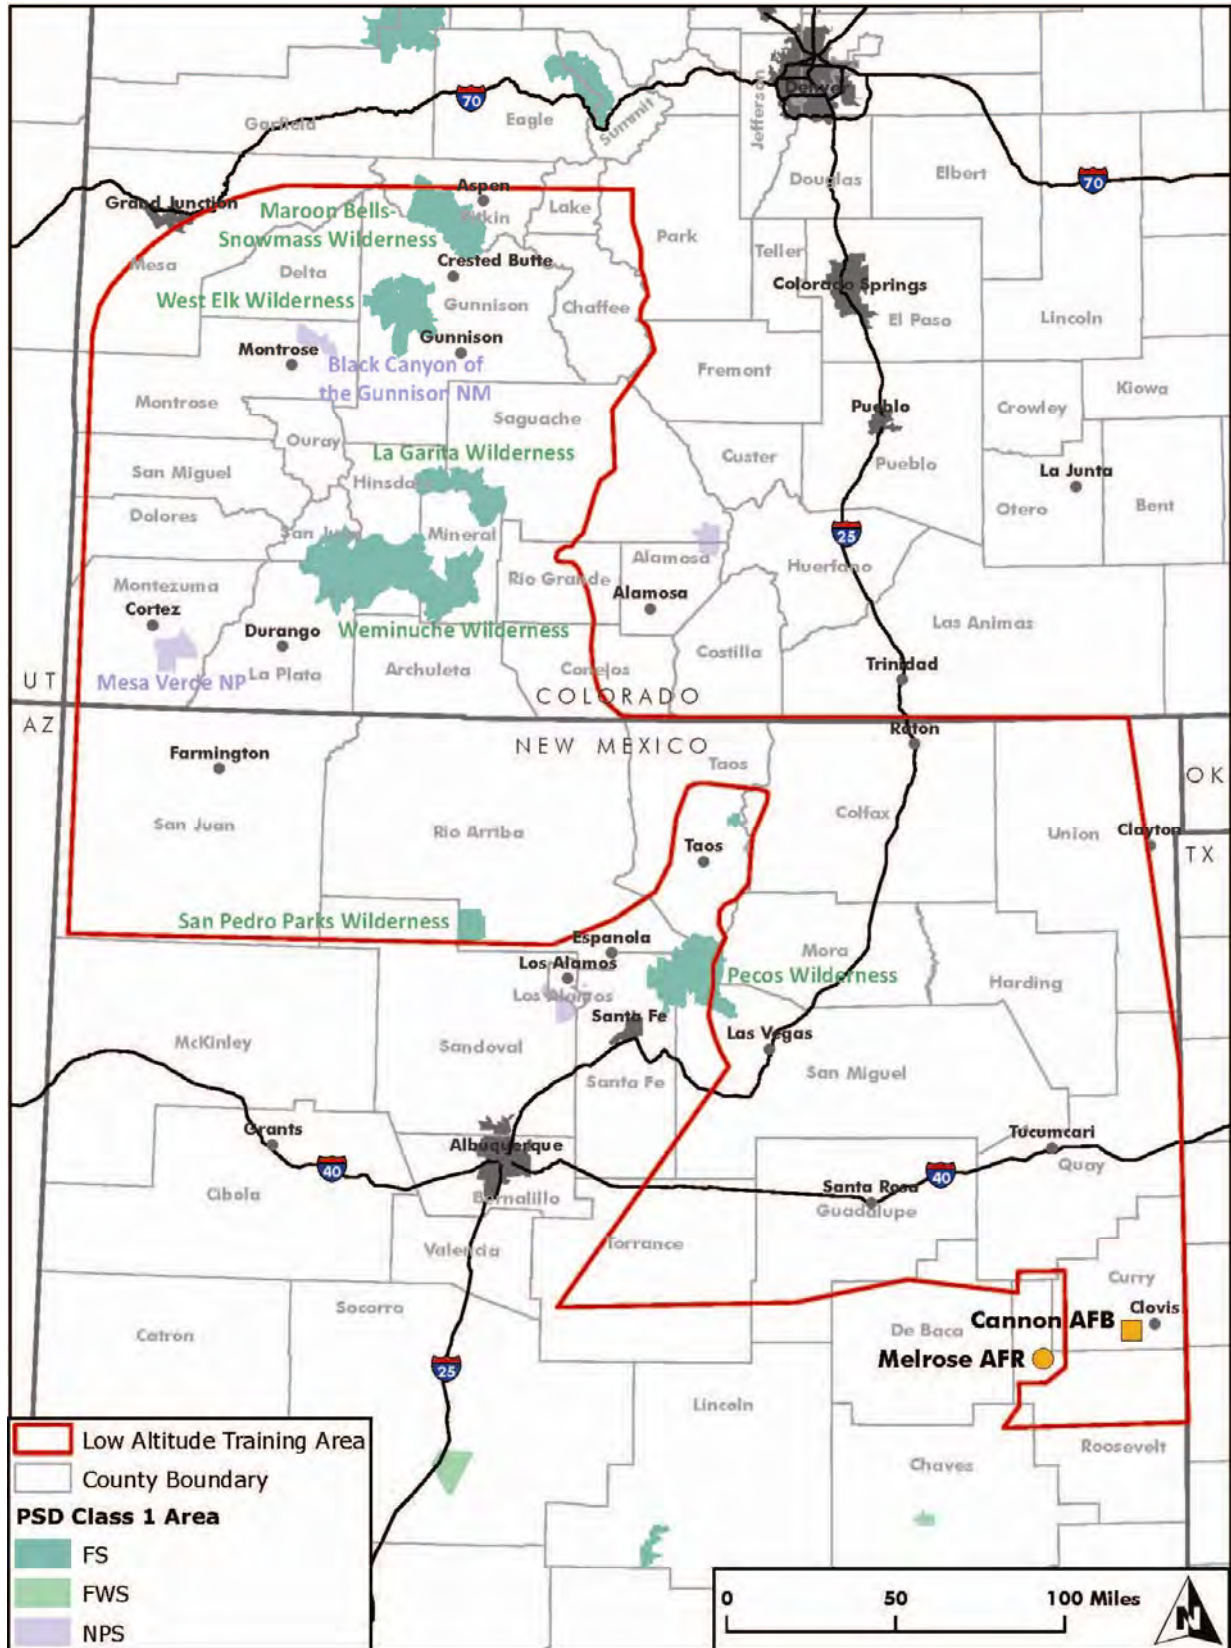 Denver
Jefferson
70
Garfield
Eagle
Summit
Elbert
Douglas
70
Aspen
Grand Junction
Maroon Bells-
Pitkin
Lake
Snowmass Wilderness
Park
Teller
Mesa
Delta
Crested Butte
Colorado Springs
West Elk Wilderness
Gunnison
Chaffee
El Paso
Lincoln
Gunnison
Montrose
Black Canyon of
the Gunnison NM
Fremont
Kiowa
Montrose
Saguache
Pueblo
Crowley
Ouray
La Garita Wilderness
Custer
Pueblo
San Miguel
Hinsdale
La Junta
Dolores
Otero
Bent
San Juan
Mineral
25
Alamosa
Huerfano
Montezuma
Rio Grande
Cortez
Alamosa
Durango
Weminuche Wilderness
Las Animas
Costilla
La Plata
Archuleta
Conejos
Trinidad
UT
Mesa Verde NP
COLORADO
AZ
NEW MEXICO
Raton
Farmington
Taos
OK
San Juan
Rio Arriba
Colfax
Union
Clayton
Taos
TX
San Pedro Parks Wilderness
Espanola
Mora
Los Alamos
Pecos Wilderness
Harding
Los Alamos
Santa Fe
McKinley
Sandoval
Las Vegas
Santa Fe
San Miguel
Grants
Albuquerque
Tucumcari
40
40
Quay
Cibola
Bernalillo
Santa Rosa
Guadalupe
Valencia
Torrance
Socorro
Curry
Catron
De Baca
Cannon AFB
Clovis
25
Melrose AFR
Lincoln
Roosevelt
Chaves
Low Altitude Training Area
County Boundary
PSD Class 1 Area
FS
FWS
NPS
0 50 100 Miles
N